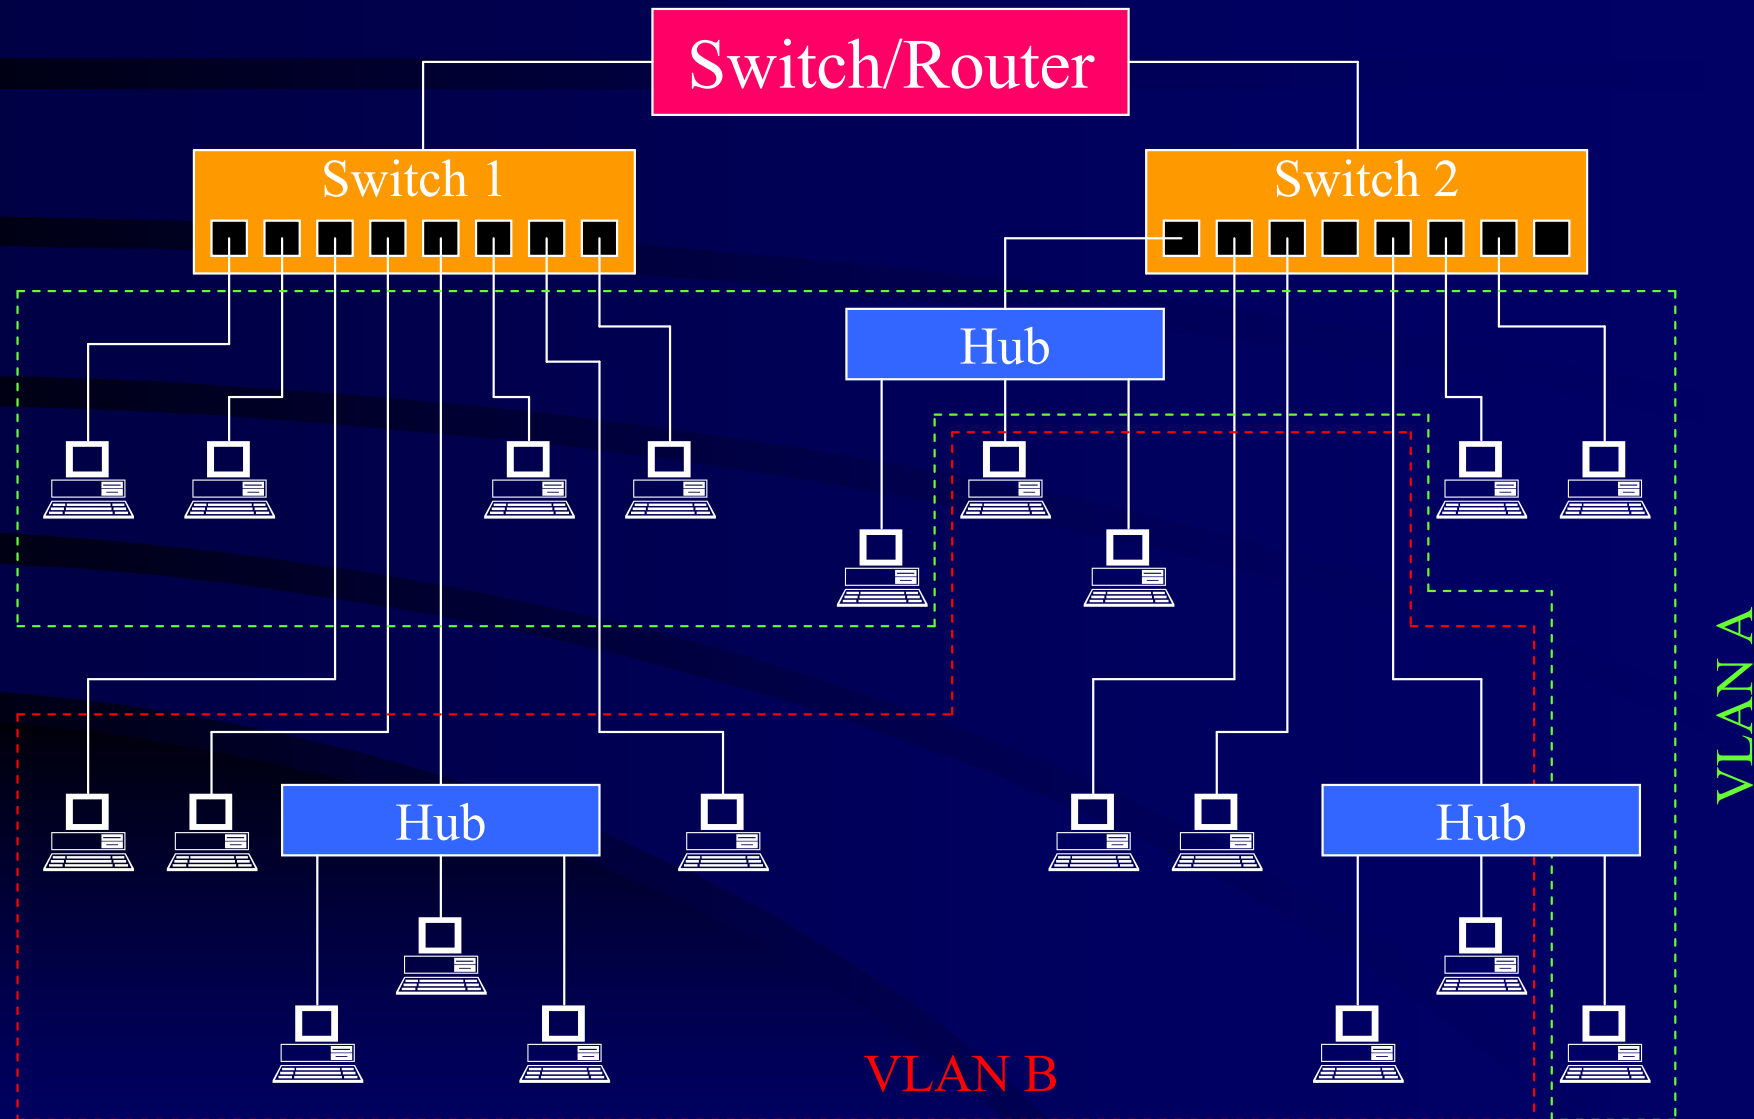 Switch/Router
Switch 1
Switch 2
Hub
VLAN A
Hub
Hub
VLAN B